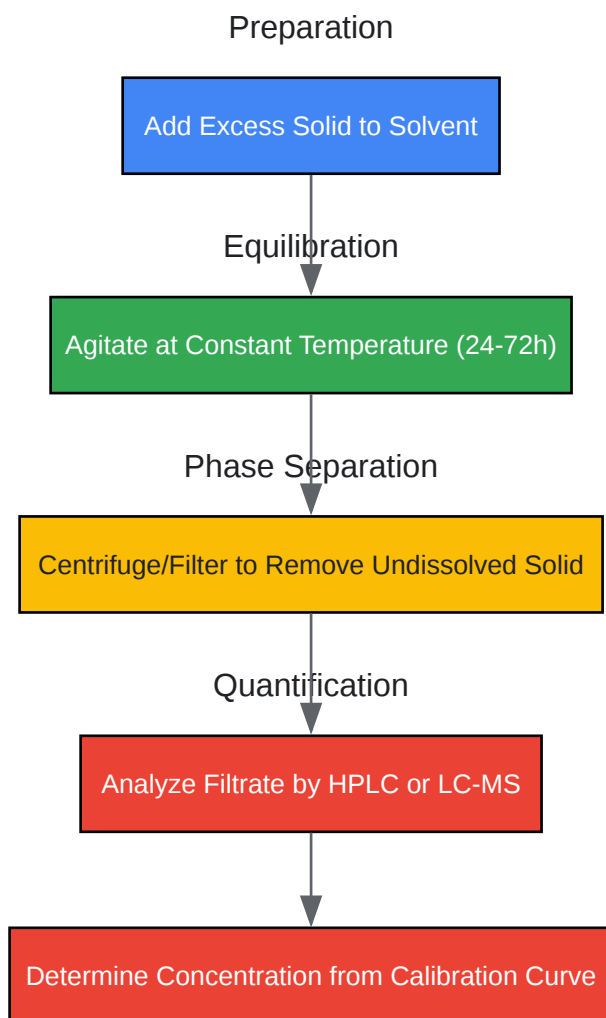 Preparation
Add Excess Solid to Solvent
Equilibration
Agitate at Constant Temperature (24-72h)
Phase Separation
Centrifuge/Filter to Remove Undissolved Solid
Quantification
Analyze Filtrate by HPLC or LC-MS
Determine Concentration from Calibration Curve